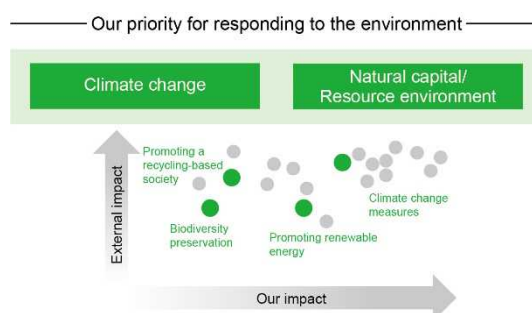 Our priority for responding to the environment
Climate change
Natural capital/
Resource environment
External impact
Promoting a
recycling-based
society
Biodiversity
preservation
Promoting renewable
energy
Climate change
measures
Our impact